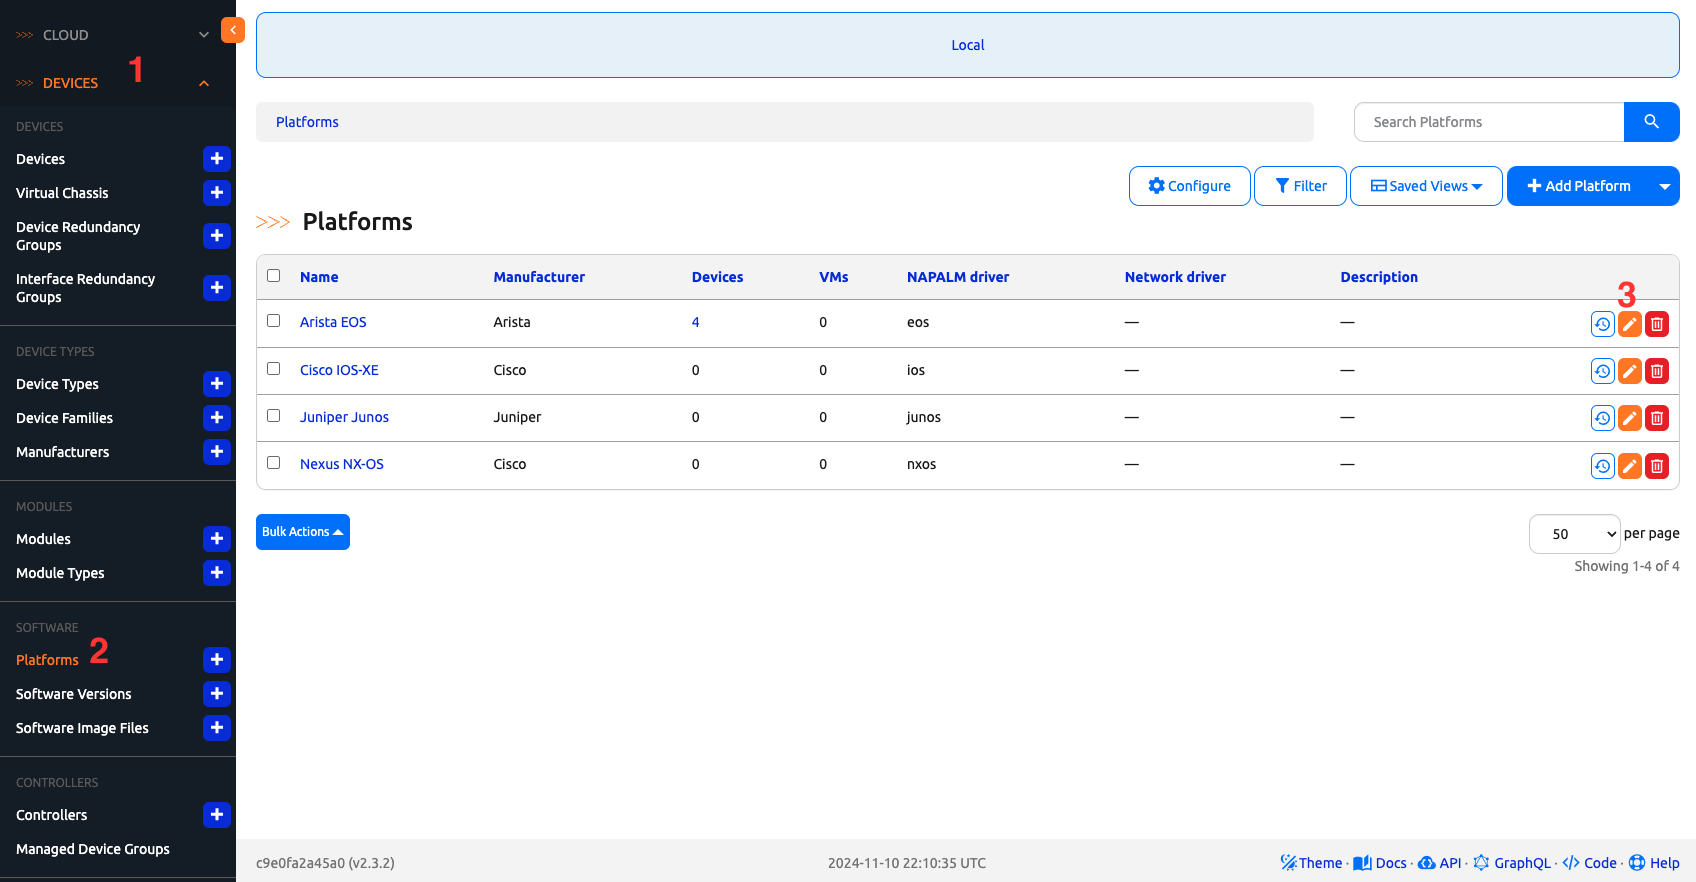 CLOUD
1
DEVICES
DEVICES
Devices
Virtual Chassis
Device Redundancy
Groups
Interface Redundancy
Groups
DEVICE TYPES
Device Types
Device Families
Manufacturers
MODULES
Modules
Module Types
SOFTWARE
Platforms 2
Software Versions
Software Image Files
CONTROLLERS
Controllers
Managed Device Groups
Local
Platforms
Search Platforms
Configure Filter Saved Views Add Platform
Platforms
Name Manufacturer Devices VMs NAPALM driver Network driver Description
3
Arista EOS Arista 4 0 eos — —
Cisco IOS-XE Cisco 0 0 ios — —
Juniper Junos Juniper 0 0 junos — —
Nexus NX-OS Cisco 0 0 nxos — —
Bulk Actions
50 per page
Showing 1-4 of 4
c9e0fa2a45a0 (v2.3.2) 2024-11-10 22:10:35 UTC Theme · Docs · API · GraphQL · Code · Help